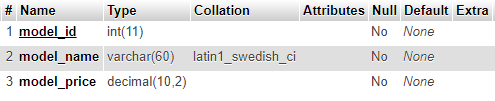 # Name Type Collation Attributes Null Default Extra
1 model_id int(11) No None
2 model_name varchar(60) latin1_swedish_ci No None
3 model_price decimal(10,2) No None